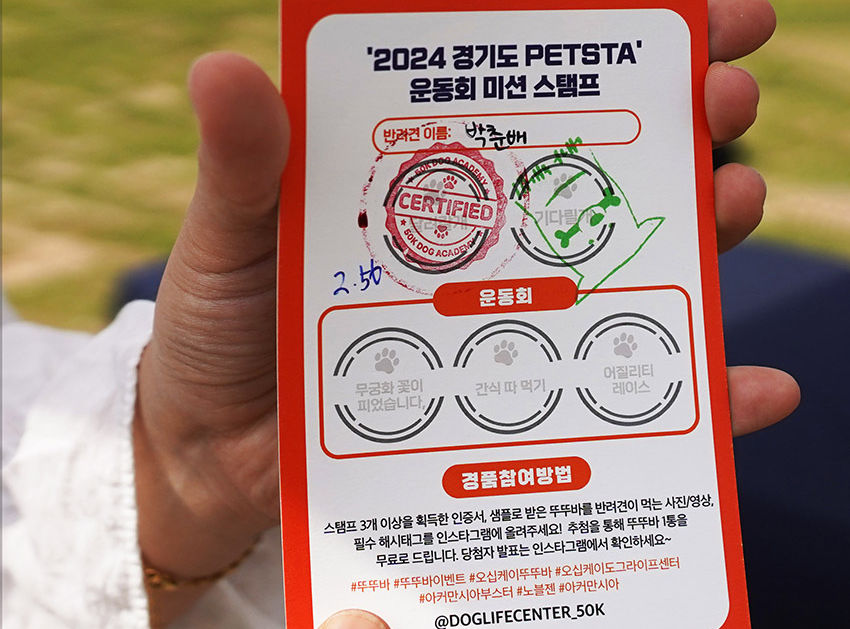 '2024 경기도 PETSTA'
운동회 미션 스탬프
반려견 이름: 박춘배
50K DOG ACADEMY
CERTIFIED
50K DOG ACADEMY
기다릴개
2.56
운동회
무궁화 꽃이
피었습니다.
간식 따 먹기
어질리티
레이스
경품참여방법
스탬프 3개 이상을 획득한 인증서, 샘플로 받은 뚜뚜바를 반려견이 먹는 사진/영상,
필수 해시태그를 인스타그램에 올려주세요! 추첨을 통해 뚜뚜바 1통을
무료로 드립니다. 당첨자 발표는 인스타그램에서 확인하세요~
#뚜뚜바 #뚜뚜바이벤트 #오십케이뚜뚜바 #오십케이도그라이프센터
#아커만시아부스터 #노블젠 #아커만시아
@DOGLIFECENTER_50K